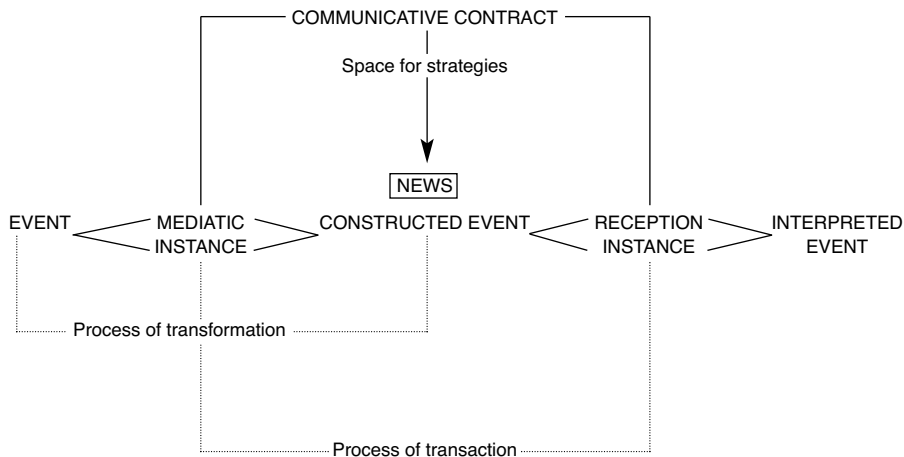 COMMUNICATIVE CONTRACT
Space for strategies
NEWS
EVENT
MEDIATIC
INSTANCE
CONSTRUCTED EVENT
RECEPTION
INSTANCE
INTERPRETED
EVENT
Process of transformation
Process of transaction